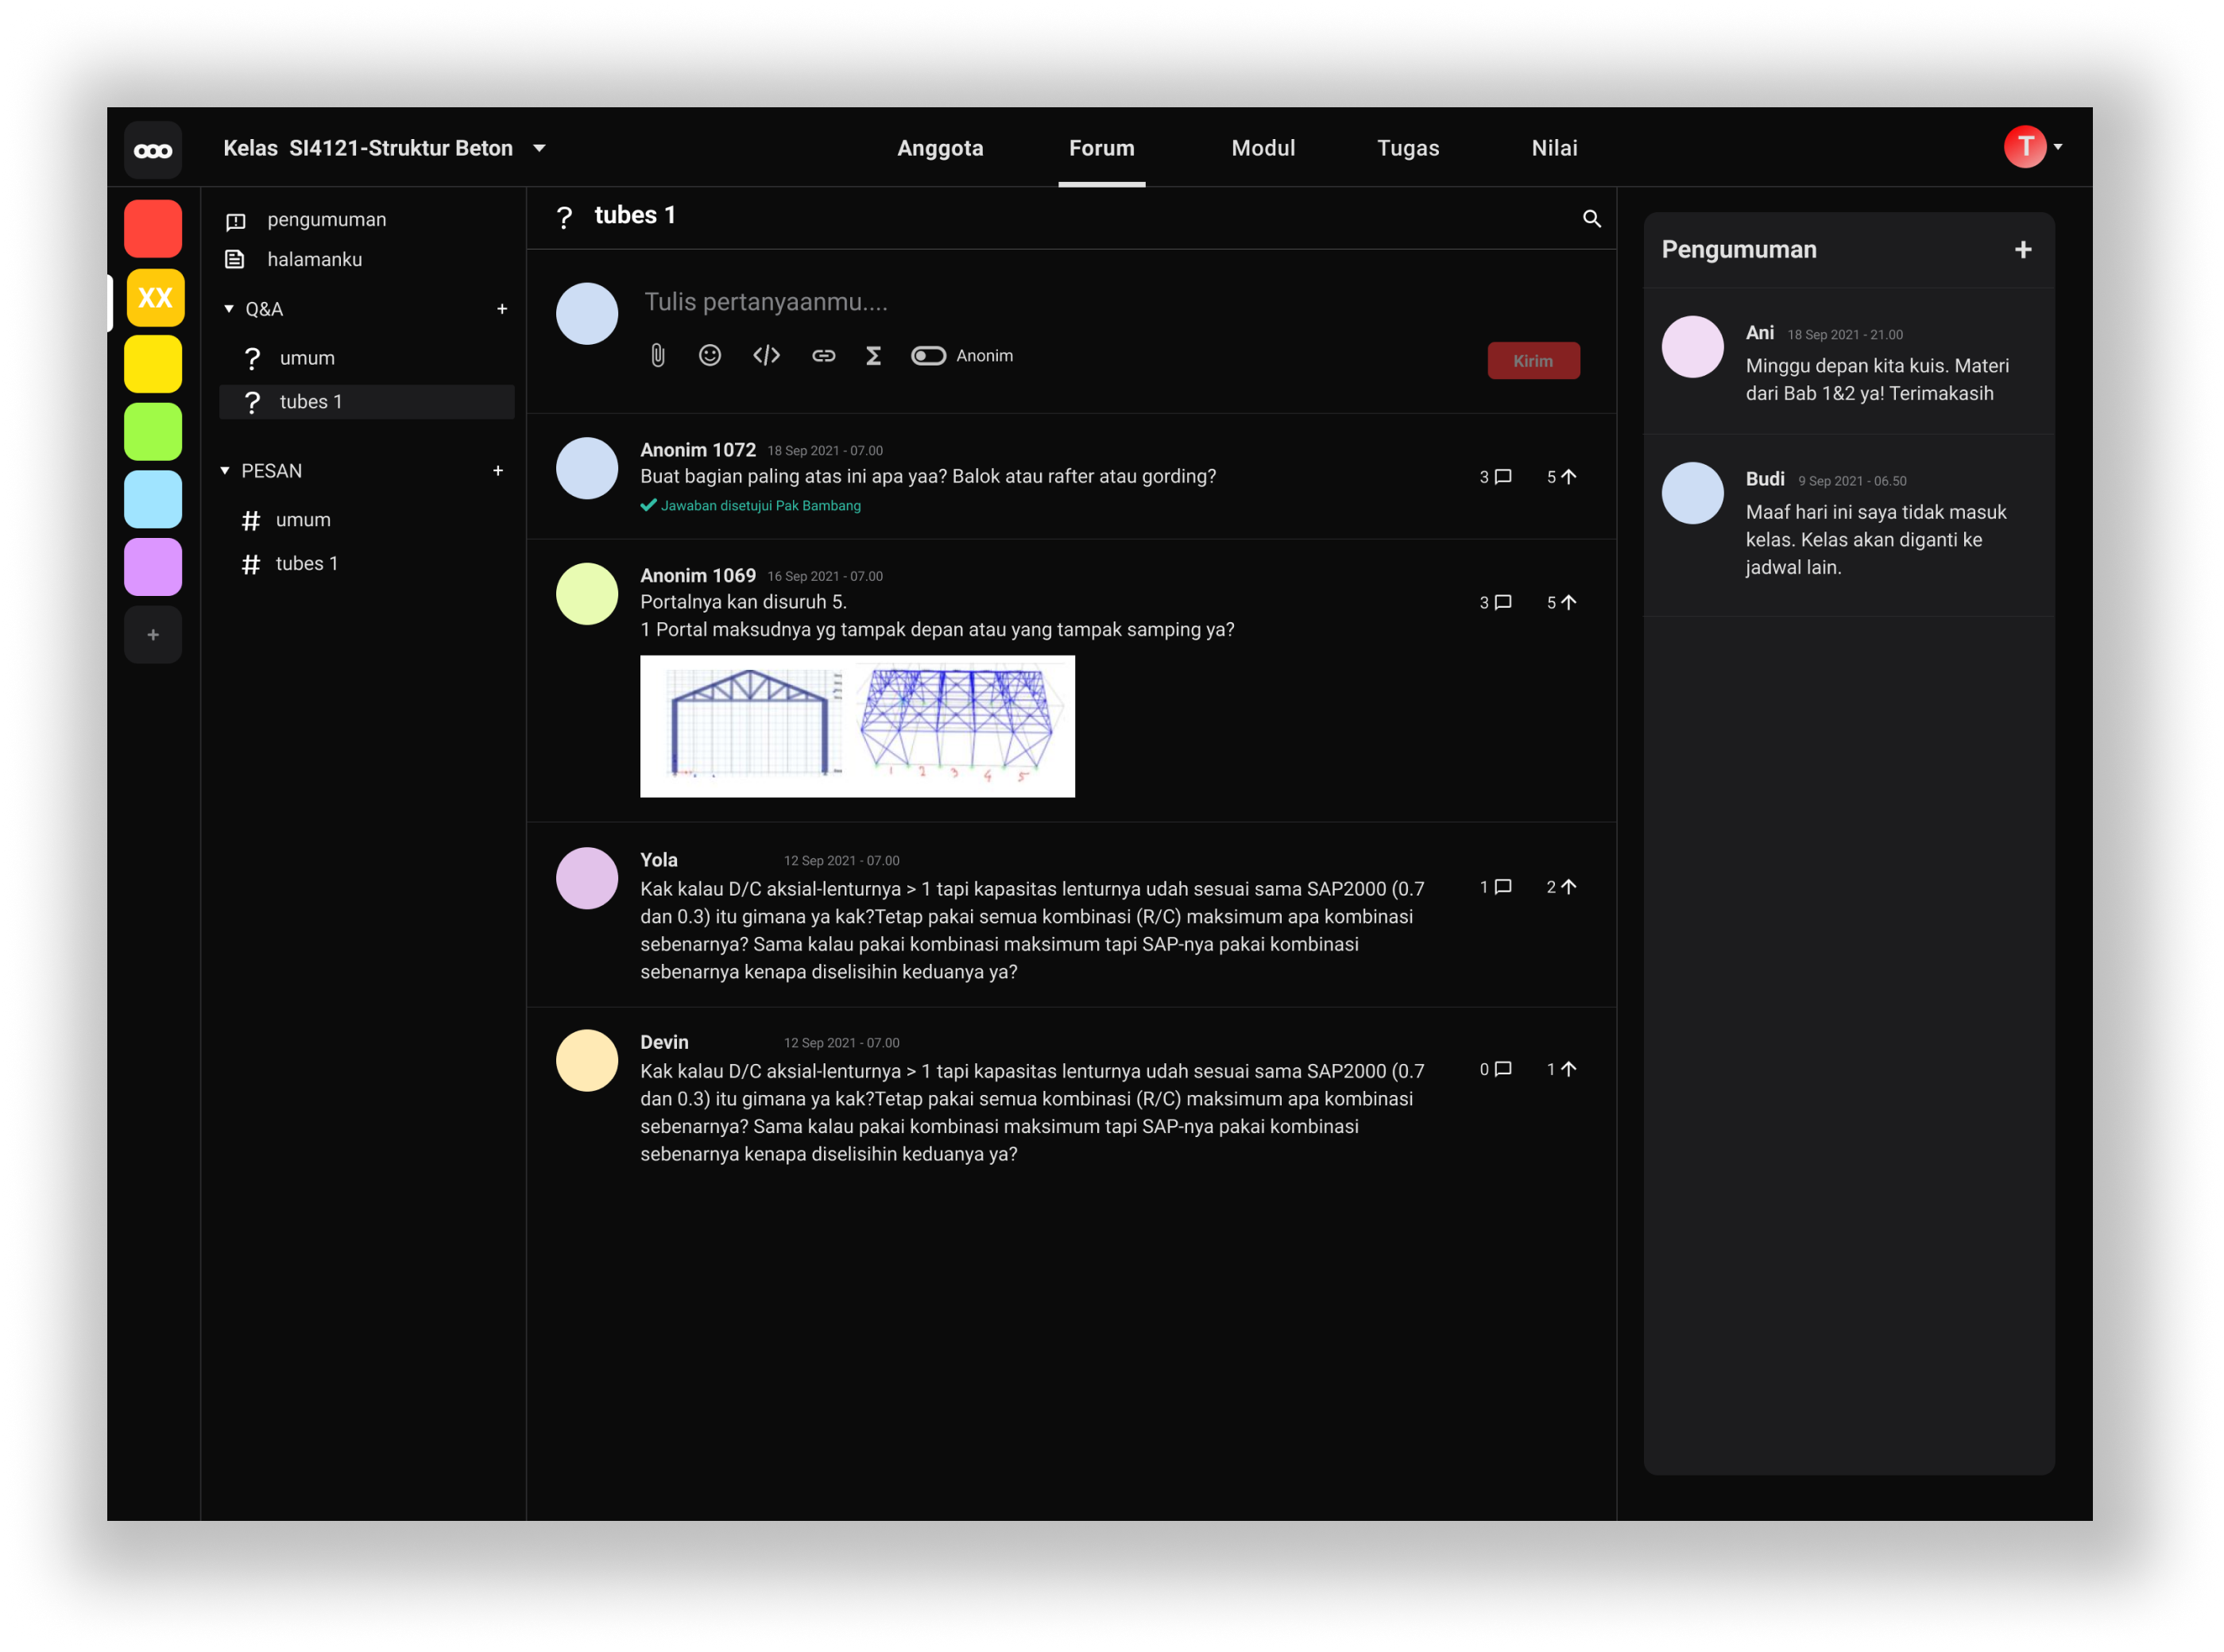 Kelas SI4121-Struktur Beton
Anggota
Forum
Modul
Tugas
Nilai
T
XX
+
pengumuman
halamanku
Q&A +
? umum
? tubes 1
PESAN +
# umum
# tubes 1
? tubes 1
Tulis pertanyaanmu....
</> Σ Anonim
Kirim
Anonim 1072 18 Sep 2021 - 07.00
Buat bagian paling atas ini apa yaa? Balok atau rafter atau gording?
3 5
Jawaban disetujui Pak Bambang
Anonim 1069 16 Sep 2021 - 07.00
Portalnya kan disuruh 5.
3 5
1 Portal maksudnya yg tampak depan atau yang tampak samping ya?
1 2 3 4 5
Yola 12 Sep 2021 - 07.00
Kak kalau D/C aksial-lenturnya > 1 tapi kapasitas lenturnya udah sesuai sama SAP2000 (0.7
1 2
dan 0.3) itu gimana ya kak?Tetap pakai semua kombinasi (R/C) maksimum apa kombinasi
sebenarnya? Sama kalau pakai kombinasi maksimum tapi SAP-nya pakai kombinasi
sebenarnya kenapa diselisihin keduanya ya?
Devin 12 Sep 2021 - 07.00
Kak kalau D/C aksial-lenturnya > 1 tapi kapasitas lenturnya udah sesuai sama SAP2000 (0.7
0 1
dan 0.3) itu gimana ya kak?Tetap pakai semua kombinasi (R/C) maksimum apa kombinasi
sebenarnya? Sama kalau pakai kombinasi maksimum tapi SAP-nya pakai kombinasi
sebenarnya kenapa diselisihin keduanya ya?
Pengumuman +
Ani 18 Sep 2021 - 21.00
Minggu depan kita kuis. Materi
dari Bab 1&2 ya! Terimakasih
Budi 9 Sep 2021 - 06.50
Maaf hari ini saya tidak masuk
kelas. Kelas akan diganti ke
jadwal lain.